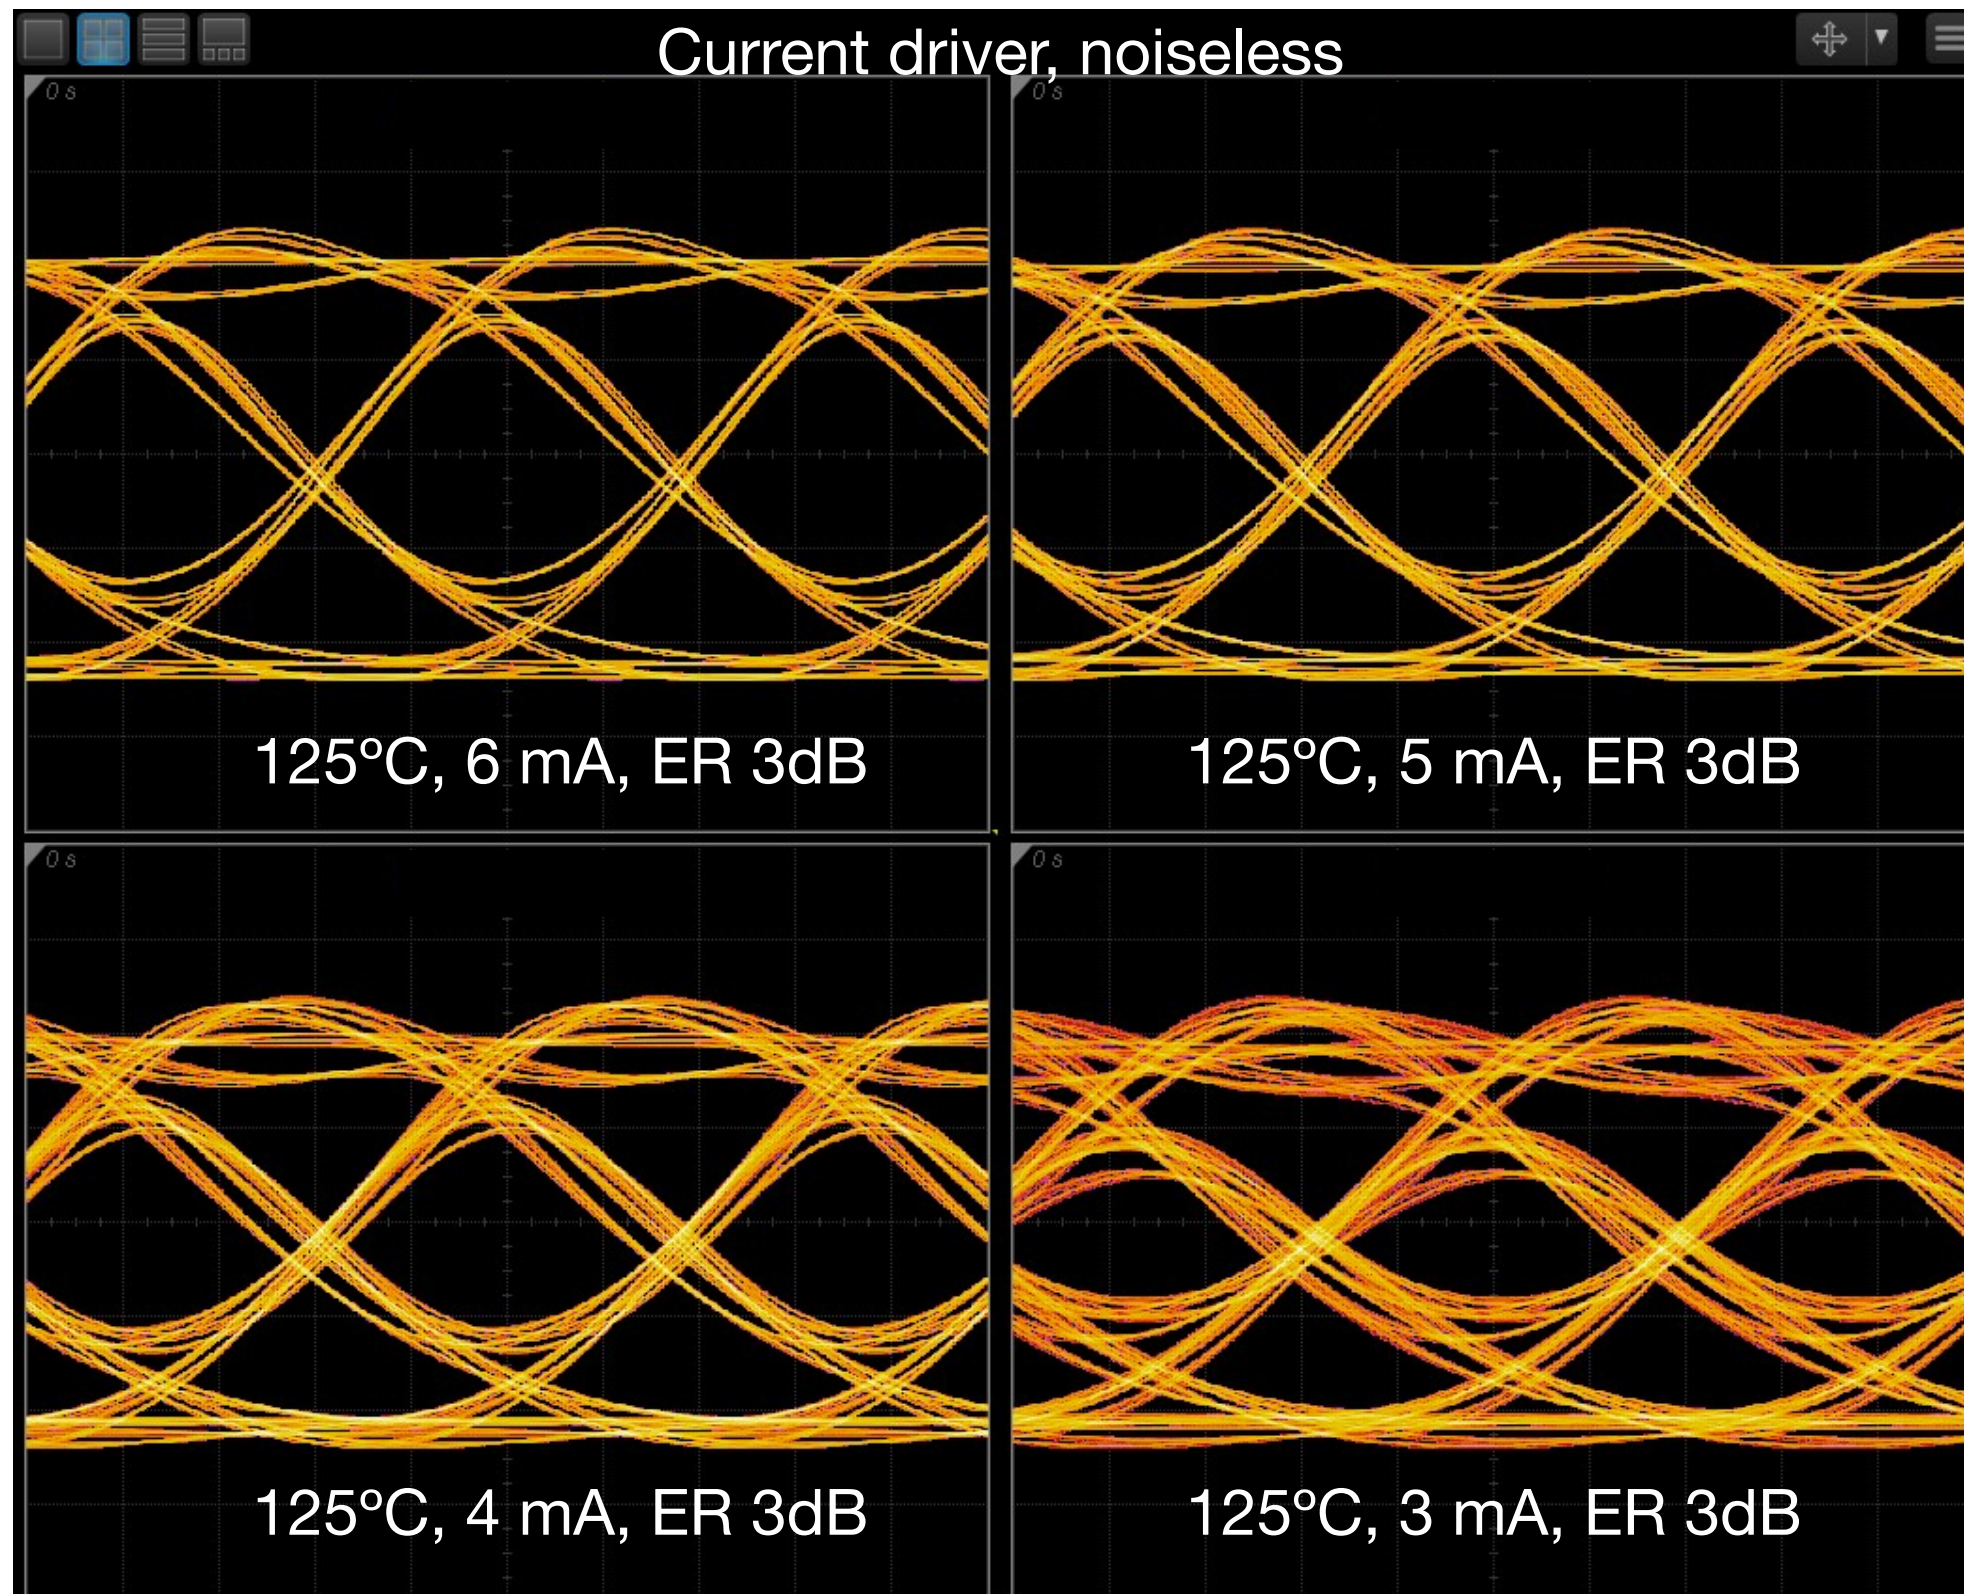 Current driver, noiseless
0 s
0 s
125ºC, 6 mA, ER 3dB
125ºC, 5 mA, ER 3dB
0 s
0 s
125ºC, 4 mA, ER 3dB
125ºC, 3 mA, ER 3dB